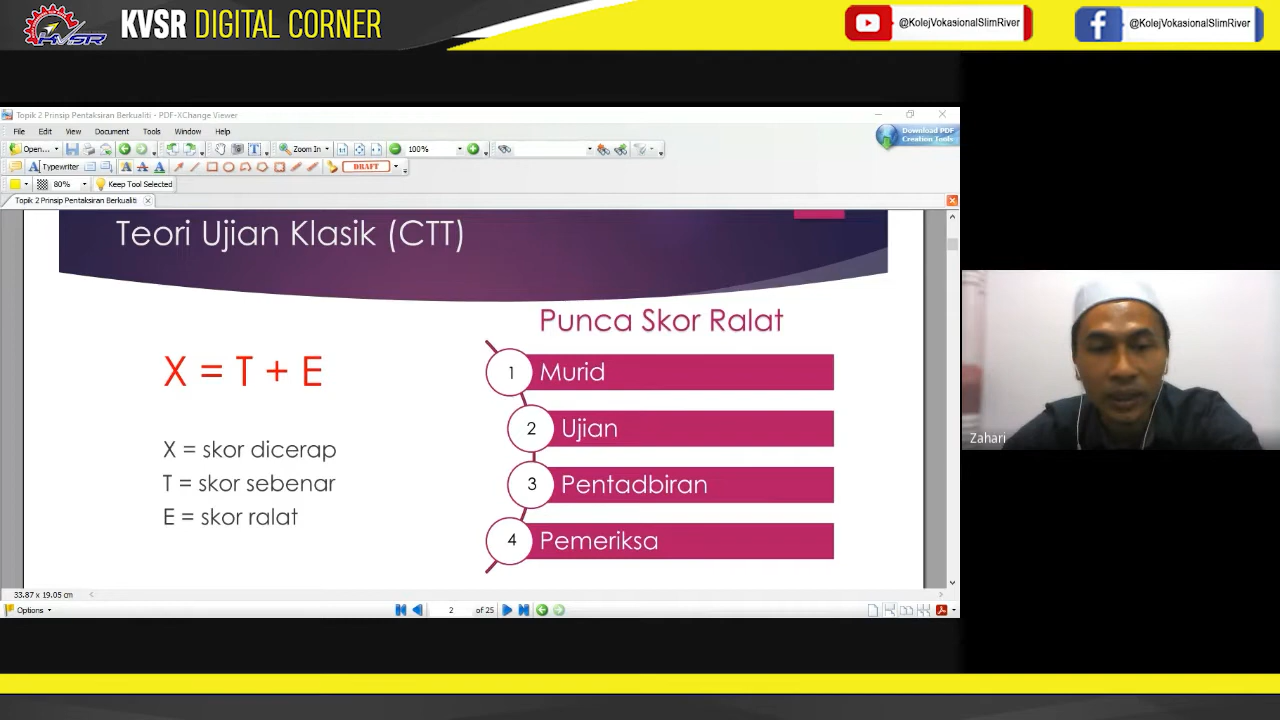 KVSR
KVSR DIGITAL CORNER
@KolejVokasionalSlimRiver
@KolejVokasionalSlimRiver
Topik 2 Prinsip Pentaksiran Berkualiti - PDF-XChange Viewer
File Edit View Document Tools Window Help
Download PDF
Creation Tools
Open... Zoom In 100%
Typewriter DRAFT
80% Keep Tool Selected
Topik 2 Prinsip Pentaksiran Berkualiti
Teori Ujian Klasik (CTT)
Punca Skor Ralat
X = T + E
1 Murid
2 Ujian
X = skor dicerap
T = skor sebenar
3 Pentadbiran
E = skor ralat
4 Pemeriksa
Zahari
33.87 x 19.05 cm
Options 2 of 25